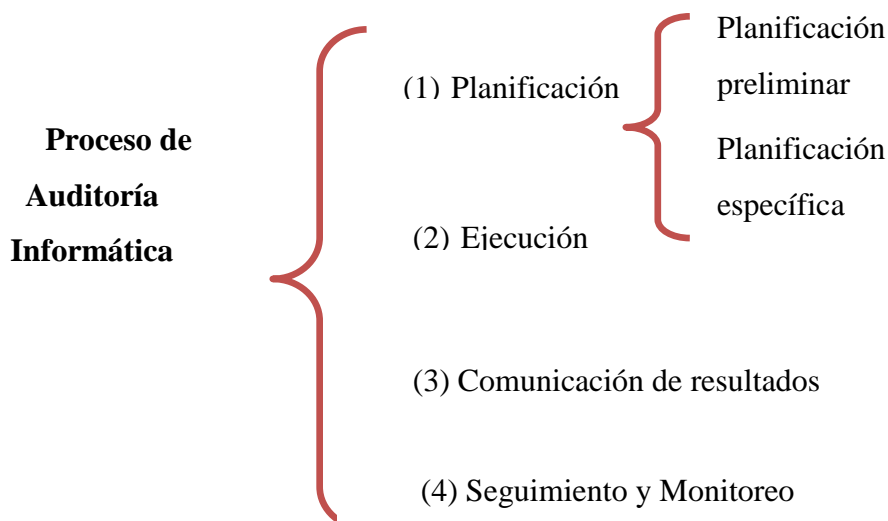 Proceso de
Auditoría
Informática
(1) Planificación
Planificación
preliminar
Planificación
específica
(2) Ejecución
(3) Comunicación de resultados
(4) Seguimiento y Monitoreo